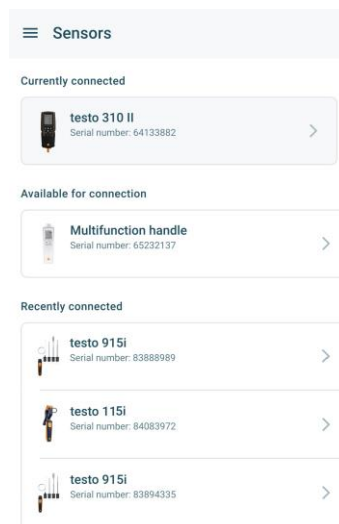 Sensors
Currently connected
testo 310 II
Serial number: 64133882
Available for connection
Multifunction handle
Serial number: 65232137
Recently connected
testo 915i
Serial number: 83888989
testo 115i
Serial number: 84083972
testo 915i
Serial number: 83894335